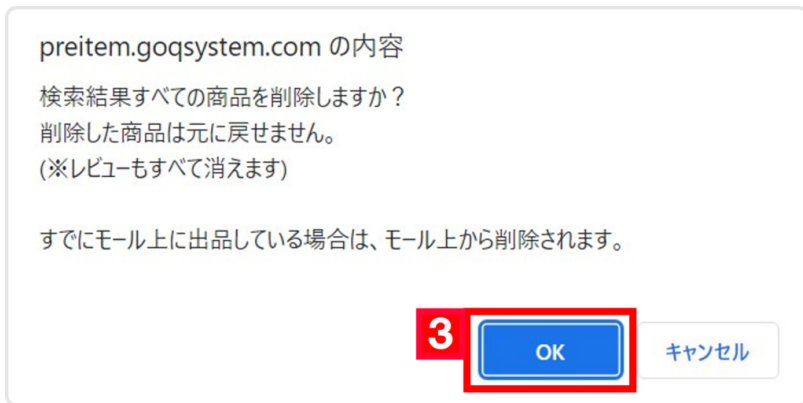 preitem.goqsystem.com の内容
検索結果すべての商品を削除しますか？
削除した商品は元に戻せません。
(※レビューもすべて消えます)
すでにモール上に出品している場合は、モール上から削除されます。
3
OK
キャンセル